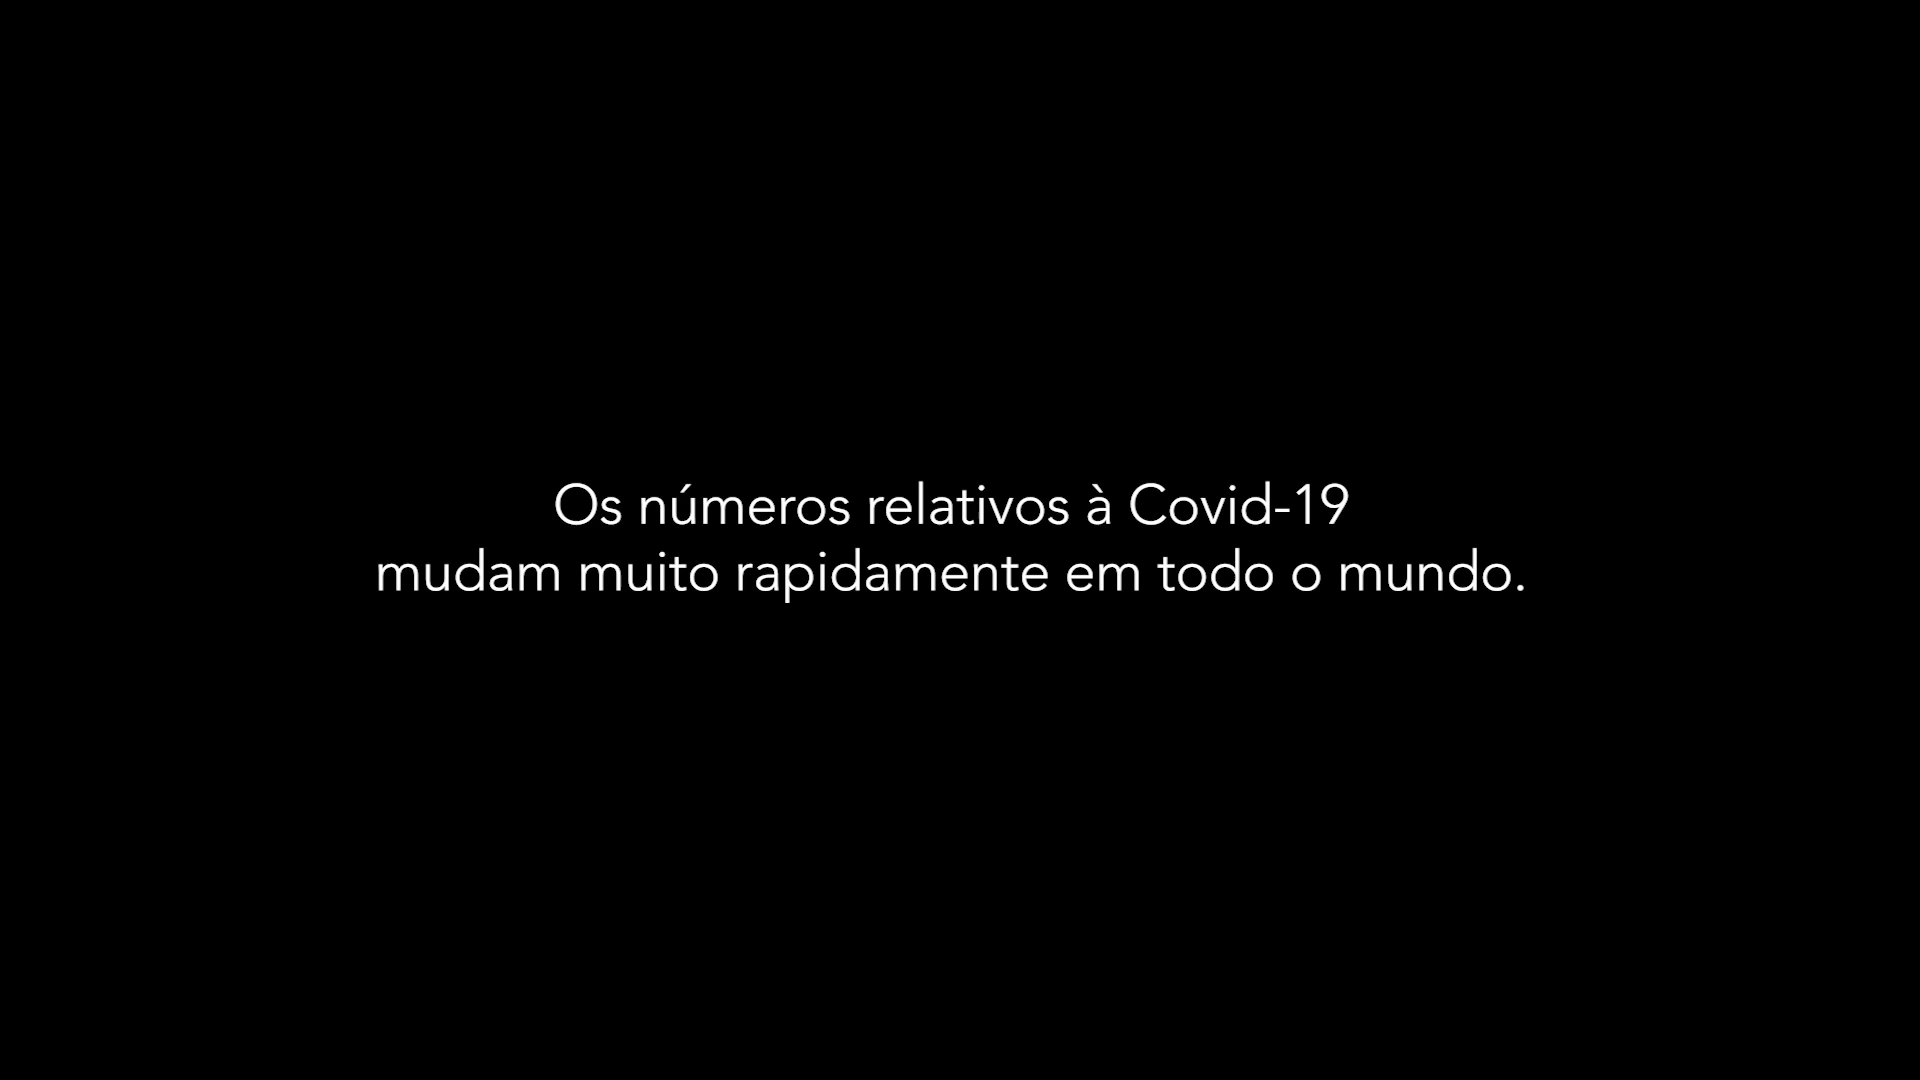 Os números relativos à Covid-19
mudam muito rapidamente em todo o mundo.